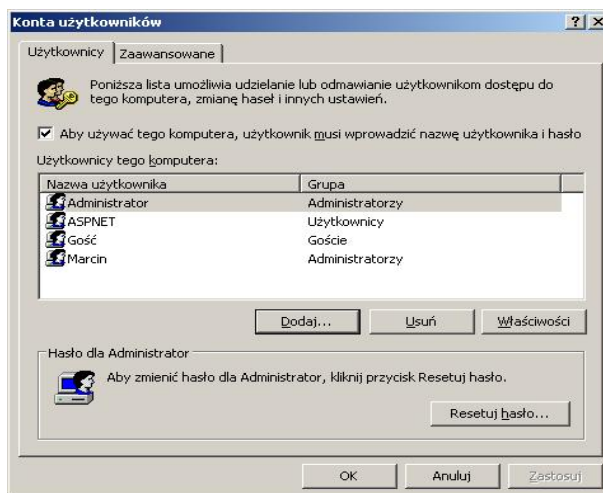 Konta użytkowników
Użytkownicy Zaawansowane
Poniższa lista umożliwia udzielanie lub odmawianie użytkownikom dostępu do
tego komputera, zmianę haseł i innych ustawień.
Aby używać tego komputera, użytkownik musi wprowadzić nazwę użytkownika i hasło
Użytkownicy tego komputera:
Nazwa użytkownika Grupa
Administrator Administratorzy
ASPNET Użytkownicy
Gość Goście
Marcin Administratorzy
Dodaj... Usuń Właściwości
Hasło dla Administrator
Aby zmienić hasło dla Administrator, kliknij przycisk Resetuj hasło.
Resetuj hasło...
OK Anuluj Zastosuj